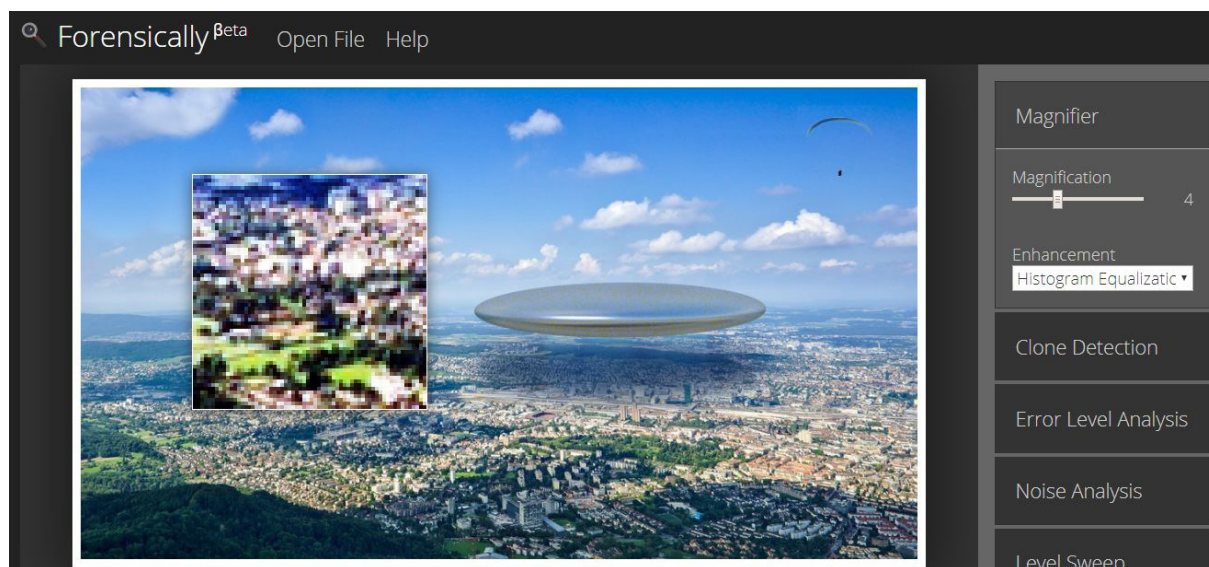 Forensically βeta Open File Help
Magnifier
Magnification
4
Enhancement
Histogram Equalizatic
Clone Detection
Error Level Analysis
Noise Analysis
Level Sweep